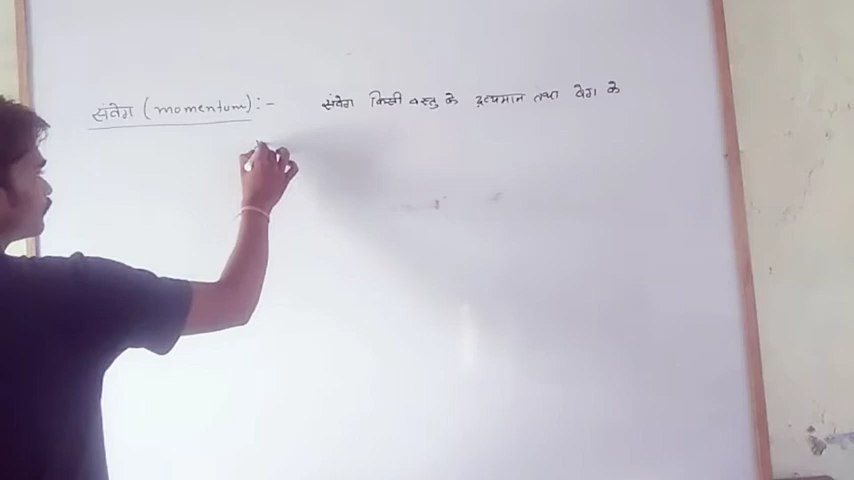 संवेग (momentum) :- संवेग किसी वस्तु के द्रव्यमान तथा वेग के